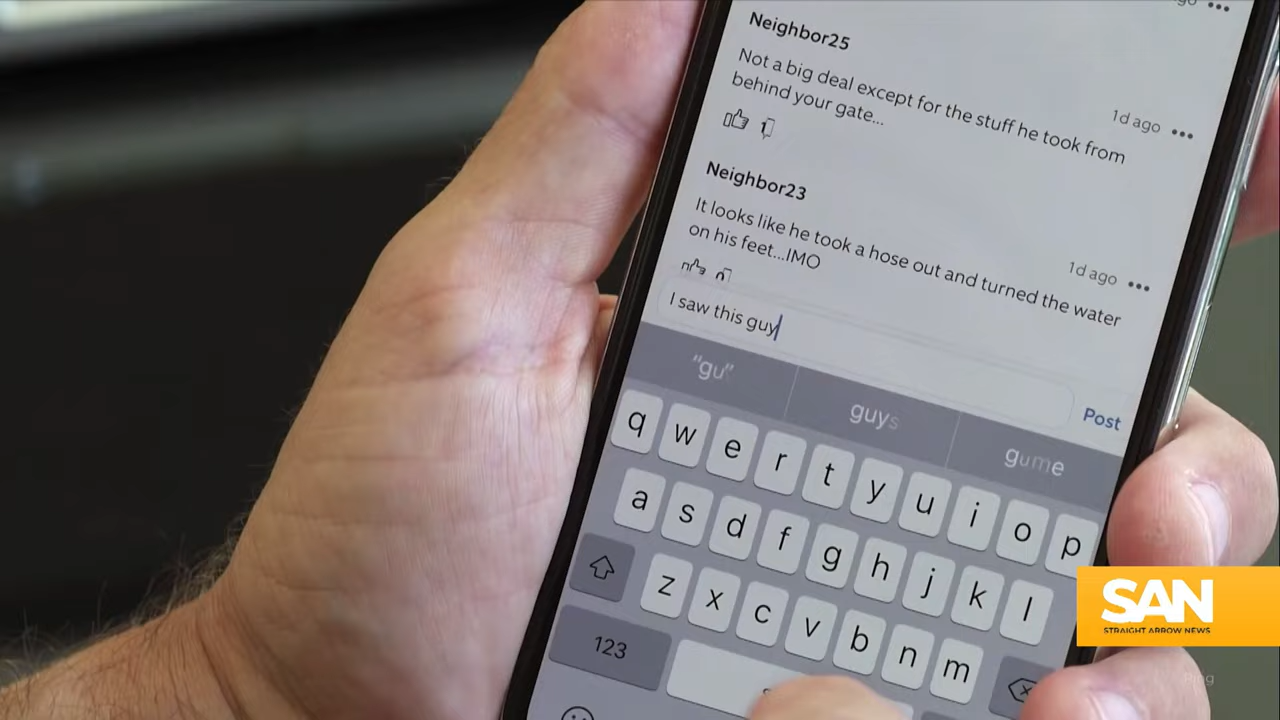 ago •••
Neighbor25
1d ago •••
Not a big deal except for the stuff he took from
behind your gate...
Neighbor23
1d ago •••
It looks like he took a hose out and turned the water
on his feet...IMO
I saw this guy
Post
"gu"
guys
gume
q w e r t y u i o p
a s d f g h j k l
z x c v b n m
123
SAN
STRAIGHT ARROW NEWS
Ring